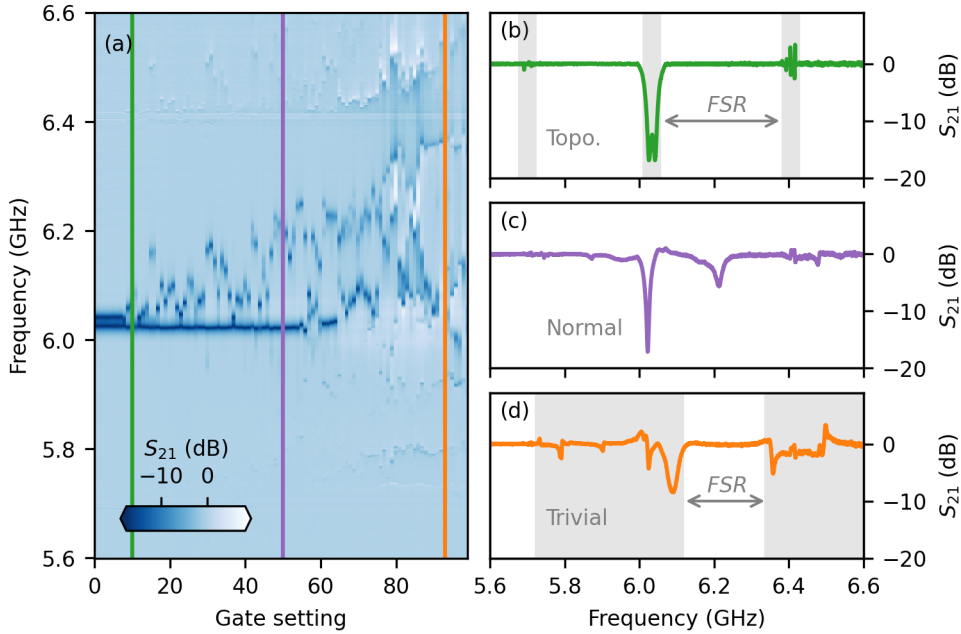 (a)
6.6
6.4
6.2
6.0
5.8
5.6
Frequency (GHz)
S21 (dB)
−10 0
0 20 40 60 80
Gate setting
(b)
FSR
Topo.
0
−10
−20
S21 (dB)
(c)
Normal
0
−10
−20
S21 (dB)
(d)
FSR
Trivial
0
−10
−20
S21 (dB)
5.6 5.8 6.0 6.2 6.4 6.6
Frequency (GHz)